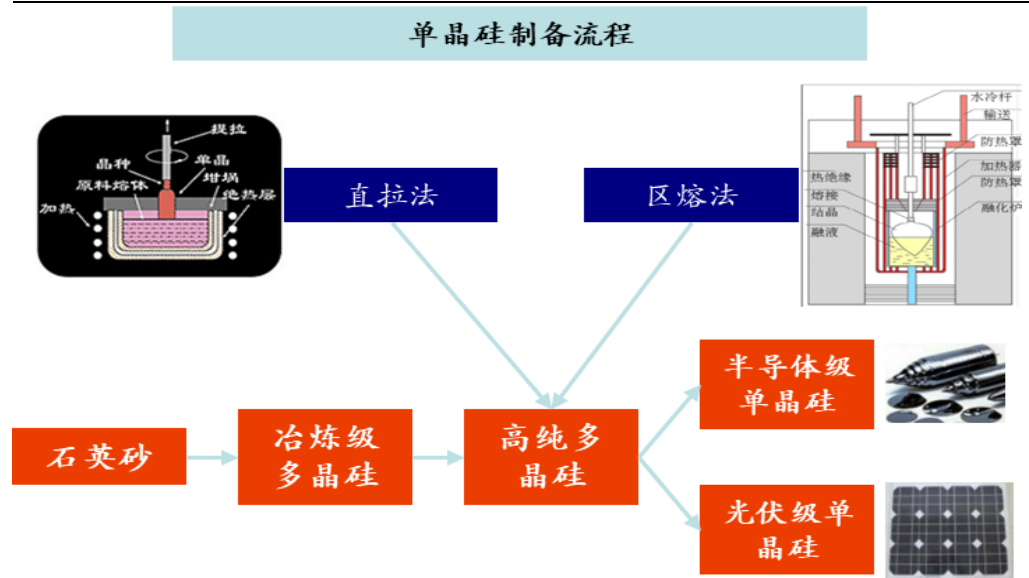 单晶硅制备流程
提拉
晶种
单晶
原料熔体
坩埚
加热
绝热层
直拉法
区熔法
水冷杆
输送
防热罩
热绝缘
加热器
熔接
防热罩
结晶
融化炉
融液
半导体级
单晶硅
石英砂
冶炼级
多晶硅
高纯多
晶硅
光伏级单
晶硅